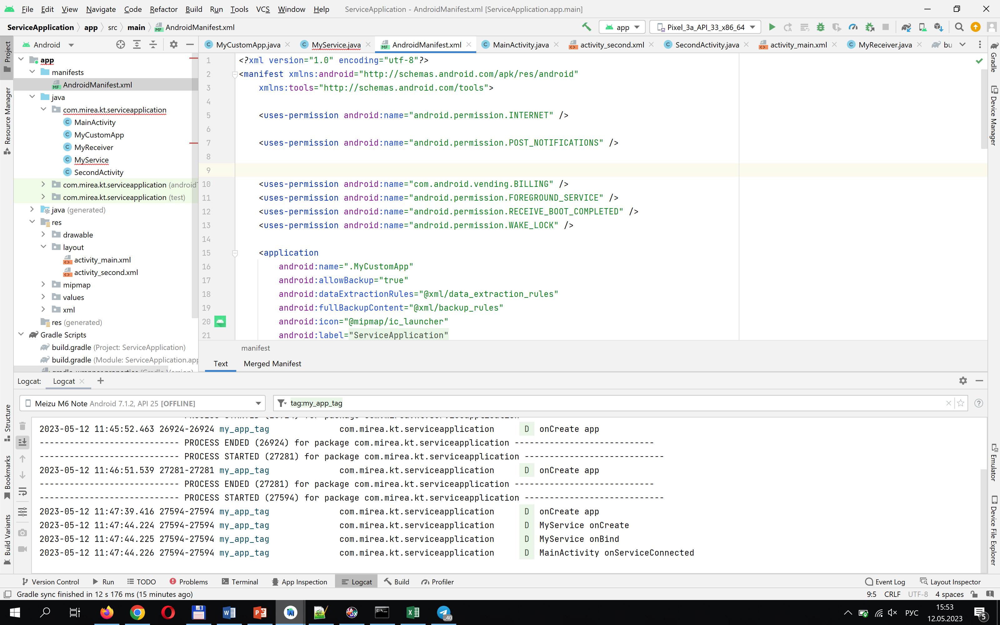 File Edit View Navigate Code Refactor Build Run Tools VCS Window Help ServiceApplication - AndroidManifest.xml [ServiceApplication.app.main]
ServiceApplication app src main AndroidManifest.xml app Pixel_3a_API_33_x86_64
Android
MyCustomApp.java MyService.java AndroidManifest.xml MainActivity.java activity_second.xml SecondActivity.java activity_main.xml MyReceiver.java bu
Project
Resource Manager
Structure
Bookmarks
Build Variants
app
manifests
AndroidManifest.xml
java
com.mirea.kt.serviceapplication
MainActivity
MyCustomApp
MyReceiver
MyService
SecondActivity
com.mirea.kt.serviceapplication (android
com.mirea.kt.serviceapplication (test)
java (generated)
res
drawable
layout
activity_main.xml
activity_second.xml
mipmap
values
xml
res (generated)
Gradle Scripts
build.gradle (Project: ServiceApplication)
build.gradle (Module: ServiceApplication.app
1 <?xml version="1.0" encoding="utf-8"?>
2 <manifest xmlns:android="http://schemas.android.com/apk/res/android"
3 xmlns:tools="http://schemas.android.com/tools">
4
5 <uses-permission android:name="android.permission.INTERNET" />
6
7 <uses-permission android:name="android.permission.POST_NOTIFICATIONS" />
8
9
10 <uses-permission android:name="com.android.vending.BILLING" />
11 <uses-permission android:name="android.permission.FOREGROUND_SERVICE" />
12 <uses-permission android:name="android.permission.RECEIVE_BOOT_COMPLETED" />
13 <uses-permission android:name="android.permission.WAKE_LOCK" />
14
15 <application
16 android:name=".MyCustomApp"
17 android:allowBackup="true"
18 android:dataExtractionRules="@xml/data_extraction_rules"
19 android:fullBackupContent="@xml/backup_rules"
20 android:icon="@mipmap/ic_launcher"
21 android:label="ServiceApplication"
manifest
Text Merged Manifest
Gradle
Device Manager
Emulator
Device File Explorer
Logcat: Logcat
Meizu M6 Note Android 7.1.2, API 25 [OFFLINE] tag:my_app_tag
2023-05-12 11:45:52.463 26924-26924 my_app_tag com.mirea.kt.serviceapplication D onCreate app
---------------------------- PROCESS ENDED (26924) for package com.mirea.kt.serviceapplication ----------------------------
---------------------------- PROCESS STARTED (27281) for package com.mirea.kt.serviceapplication ----------------------------
2023-05-12 11:46:51.539 27281-27281 my_app_tag com.mirea.kt.serviceapplication D onCreate app
---------------------------- PROCESS ENDED (27281) for package com.mirea.kt.serviceapplication ----------------------------
---------------------------- PROCESS STARTED (27594) for package com.mirea.kt.serviceapplication ----------------------------
2023-05-12 11:47:39.416 27594-27594 my_app_tag com.mirea.kt.serviceapplication D onCreate app
2023-05-12 11:47:44.224 27594-27594 my_app_tag com.mirea.kt.serviceapplication D MyService onCreate
2023-05-12 11:47:44.225 27594-27594 my_app_tag com.mirea.kt.serviceapplication D MyService onBind
2023-05-12 11:47:44.226 27594-27594 my_app_tag com.mirea.kt.serviceapplication D MainActivity onServiceConnected
Version Control Run TODO Problems Terminal App Inspection Logcat Build Profiler Event Log Layout Inspector
Gradle sync finished in 12 s 176 ms (15 minutes ago) 9:5 CRLF UTF-8 4 spaces
..40 РУС 15:53
12.05.2023 5